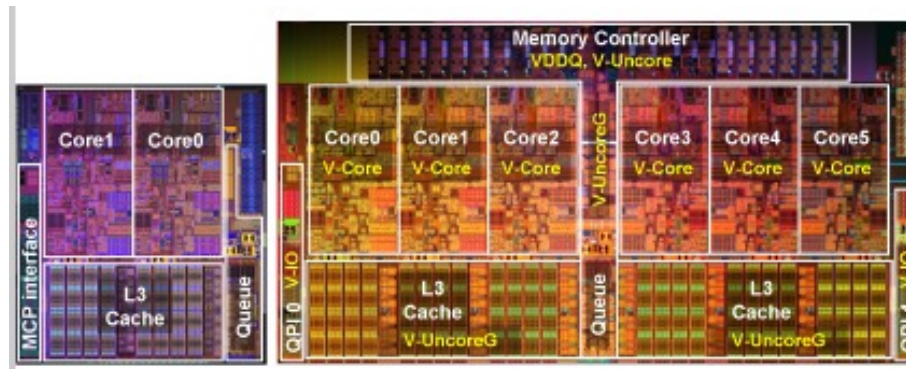 Core1
Core0
MCP interface
L3
Cache
Queue
Memory Controller
VDDQ, V-Uncore
Core0
V-Core
Core1
V-Core
Core2
V-Core
V-UncoreG
Core3
V-Core
Core4
V-Core
Core5
V-Core
QPI 0
V-IO
L3
Cache
V-UncoreG
Queue
L3
Cache
V-UncoreG